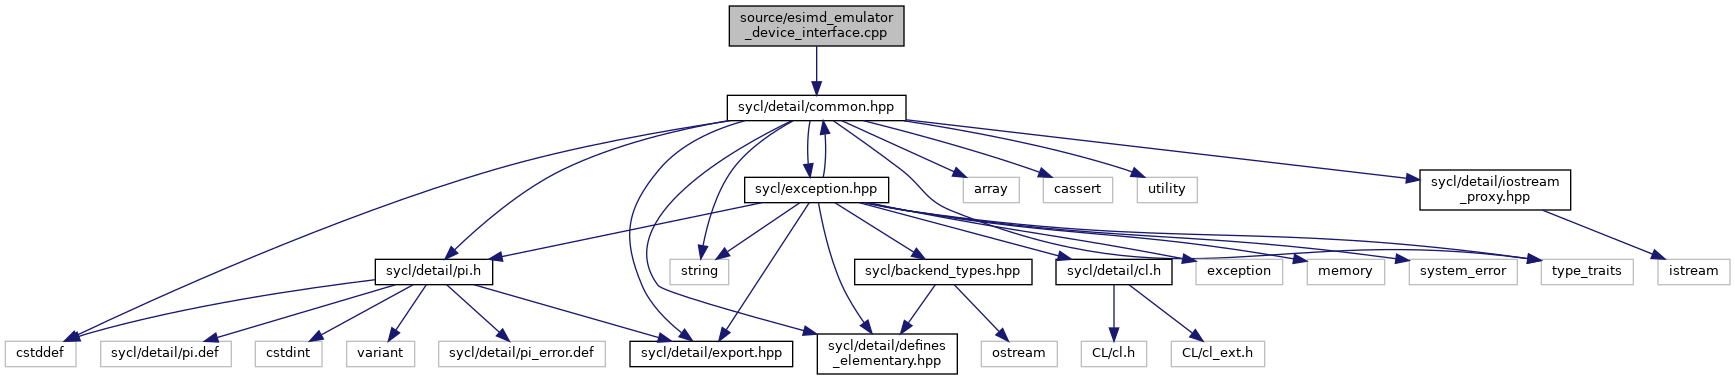 source/esimd_emulator
_device_interface.cpp
sycl/detail/common.hpp
sycl/exception.hpp
array
cassert
utility
sycl/detail/iostream
_proxy.hpp
sycl/detail/pi.h
string
sycl/backend_types.hpp
sycl/detail/cl.h
exception
memory
system_error
type_traits
istream
cstddef
sycl/detail/pi.def
cstdint
variant
sycl/detail/pi_error.def
sycl/detail/export.hpp
sycl/detail/defines
_elementary.hpp
ostream
CL/cl.h
CL/cl_ext.h